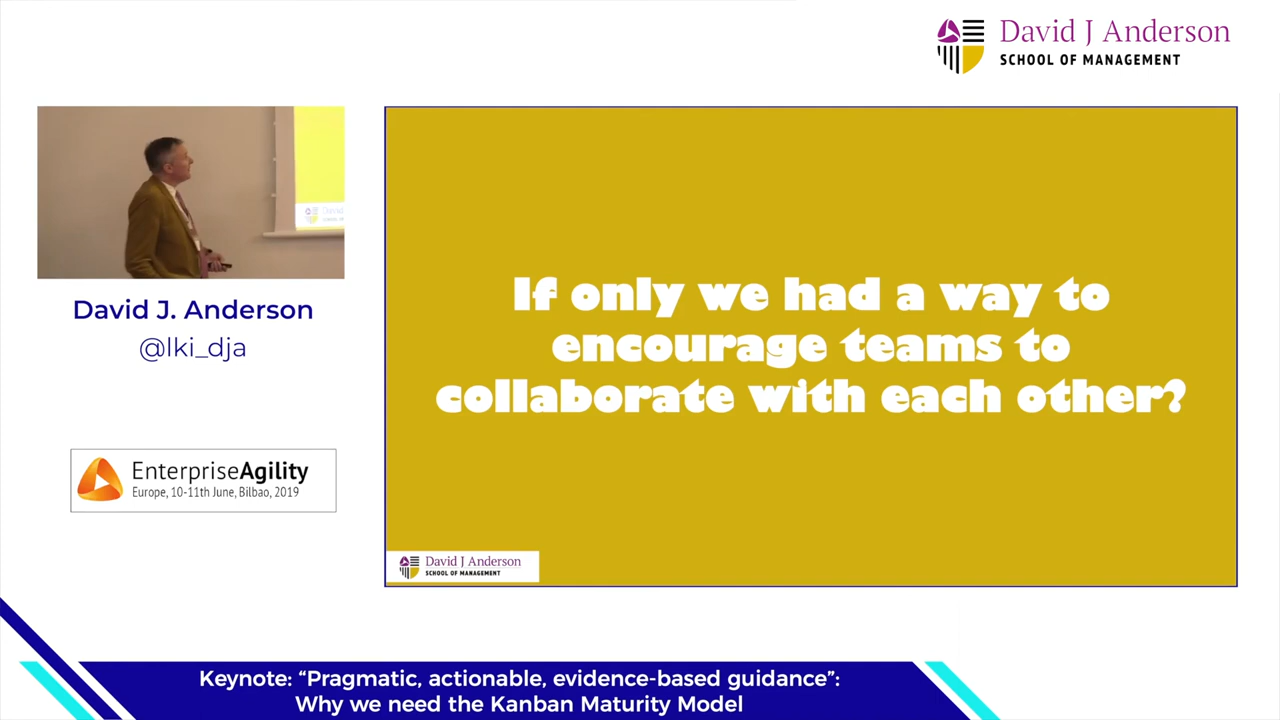 David J Anderson
SCHOOL OF MANAGEMENT
David J. Anderson
@lki_dja
EnterpriseAgility
Europe, 10-11th June, Bilbao, 2019
If only we had a way to
encourage teams to
collaborate with each other?
David J Anderson
SCHOOL OF MANAGEMENT
Keynote: “Pragmatic, actionable, evidence-based guidance”:
Why we need the Kanban Maturity Model